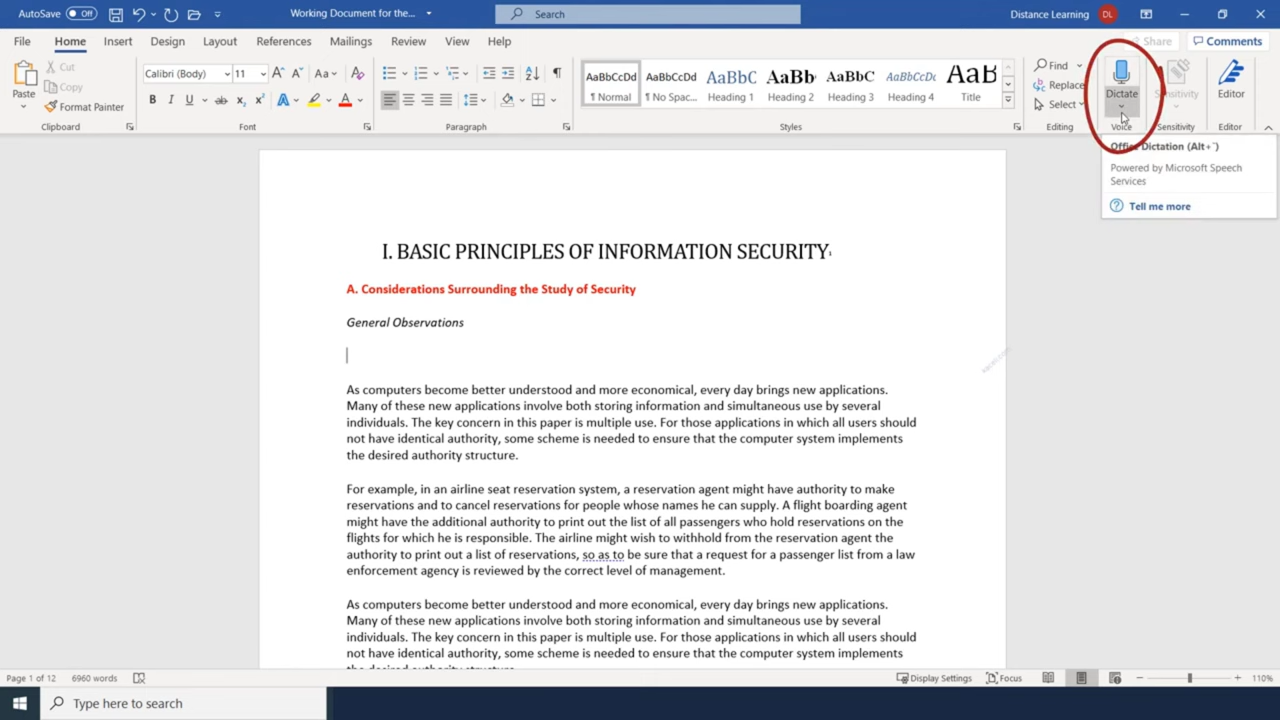 AutoSave Off Working Document for the... Search Distance Learning DL
File Home Insert Design Layout References Mailings Review View Help Share Comments
Paste Cut Copy Format Painter Clipboard
Calibri (Body) 11 Aa B I U ab x₂ x² A A Font
Paragraph
AaBbCcDd AaBbCcDd AaBbC AaBb AaBbC AaBbCcD AaB
¶ Normal ¶ No Spac... Heading 1 Heading 2 Heading 3 Heading 4 Title
Styles
Find Replace Select Editing
Dictate Voice
Sensitivity Sensitivity
Editor Editor
Office Dictation (Alt+`)
Powered by Microsoft Speech
Services
Tell me more
I. BASIC PRINCIPLES OF INFORMATION SECURITY¹
A. Considerations Surrounding the Study of Security
General Observations
As computers become better understood and more economical, every day brings new applications.
Many of these new applications involve both storing information and simultaneous use by several
individuals. The key concern in this paper is multiple use. For those applications in which all users should
not have identical authority, some scheme is needed to ensure that the computer system implements
the desired authority structure.
For example, in an airline seat reservation system, a reservation agent might have authority to make
reservations and to cancel reservations for people whose names he can supply. A flight boarding agent
might have the additional authority to print out the list of all passengers who hold reservations on the
flights for which he is responsible. The airline might wish to withhold from the reservation agent the
authority to print out a list of reservations, so as to be sure that a request for a passenger list from a law
enforcement agency is reviewed by the correct level of management.
As computers become better understood and more economical, every day brings new applications.
Many of these new applications involve both storing information and simultaneous use by several
individuals. The key concern in this paper is multiple use. For those applications in which all users should
not have identical authority, some scheme is needed to ensure that the computer system implements
the desired authority structure.
Page 1 of 12 6960 words Display Settings Focus 110%
Type here to search